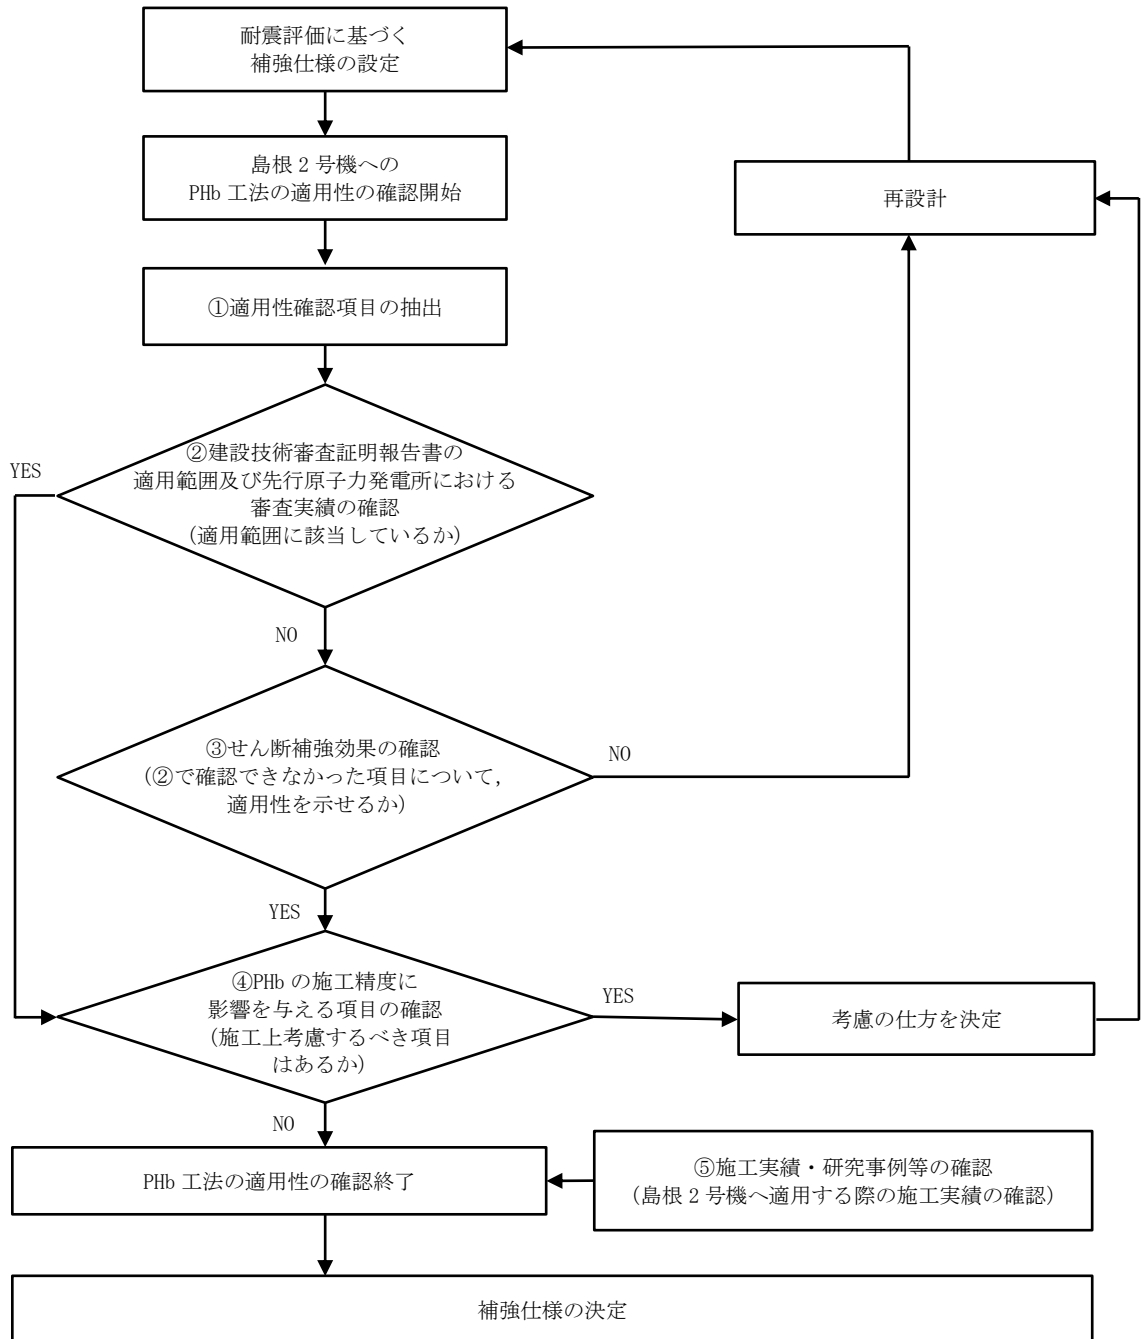 耐震評価に基づく
補強仕様の設定
島根２号機への
PHb 工法の適用性の確認開始
再設計
①適用性確認項目の抽出
②建設技術審査証明報告書の
適用範囲及び先行原子力発電所における
審査実績の確認
（適用範囲に該当しているか）
YES
NO
③せん断補強効果の確認
（②で確認できなかった項目について，
適用性を示せるか）
NO
YES
④PHb の施工精度に
影響を与える項目の確認
（施工上考慮するべき項目
はあるか）
YES
考慮の仕方を決定
NO
PHb 工法の適用性の確認終了
⑤施工実績・研究事例等の確認
（島根２号機へ適用する際の施工実績の確認）
補強仕様の決定